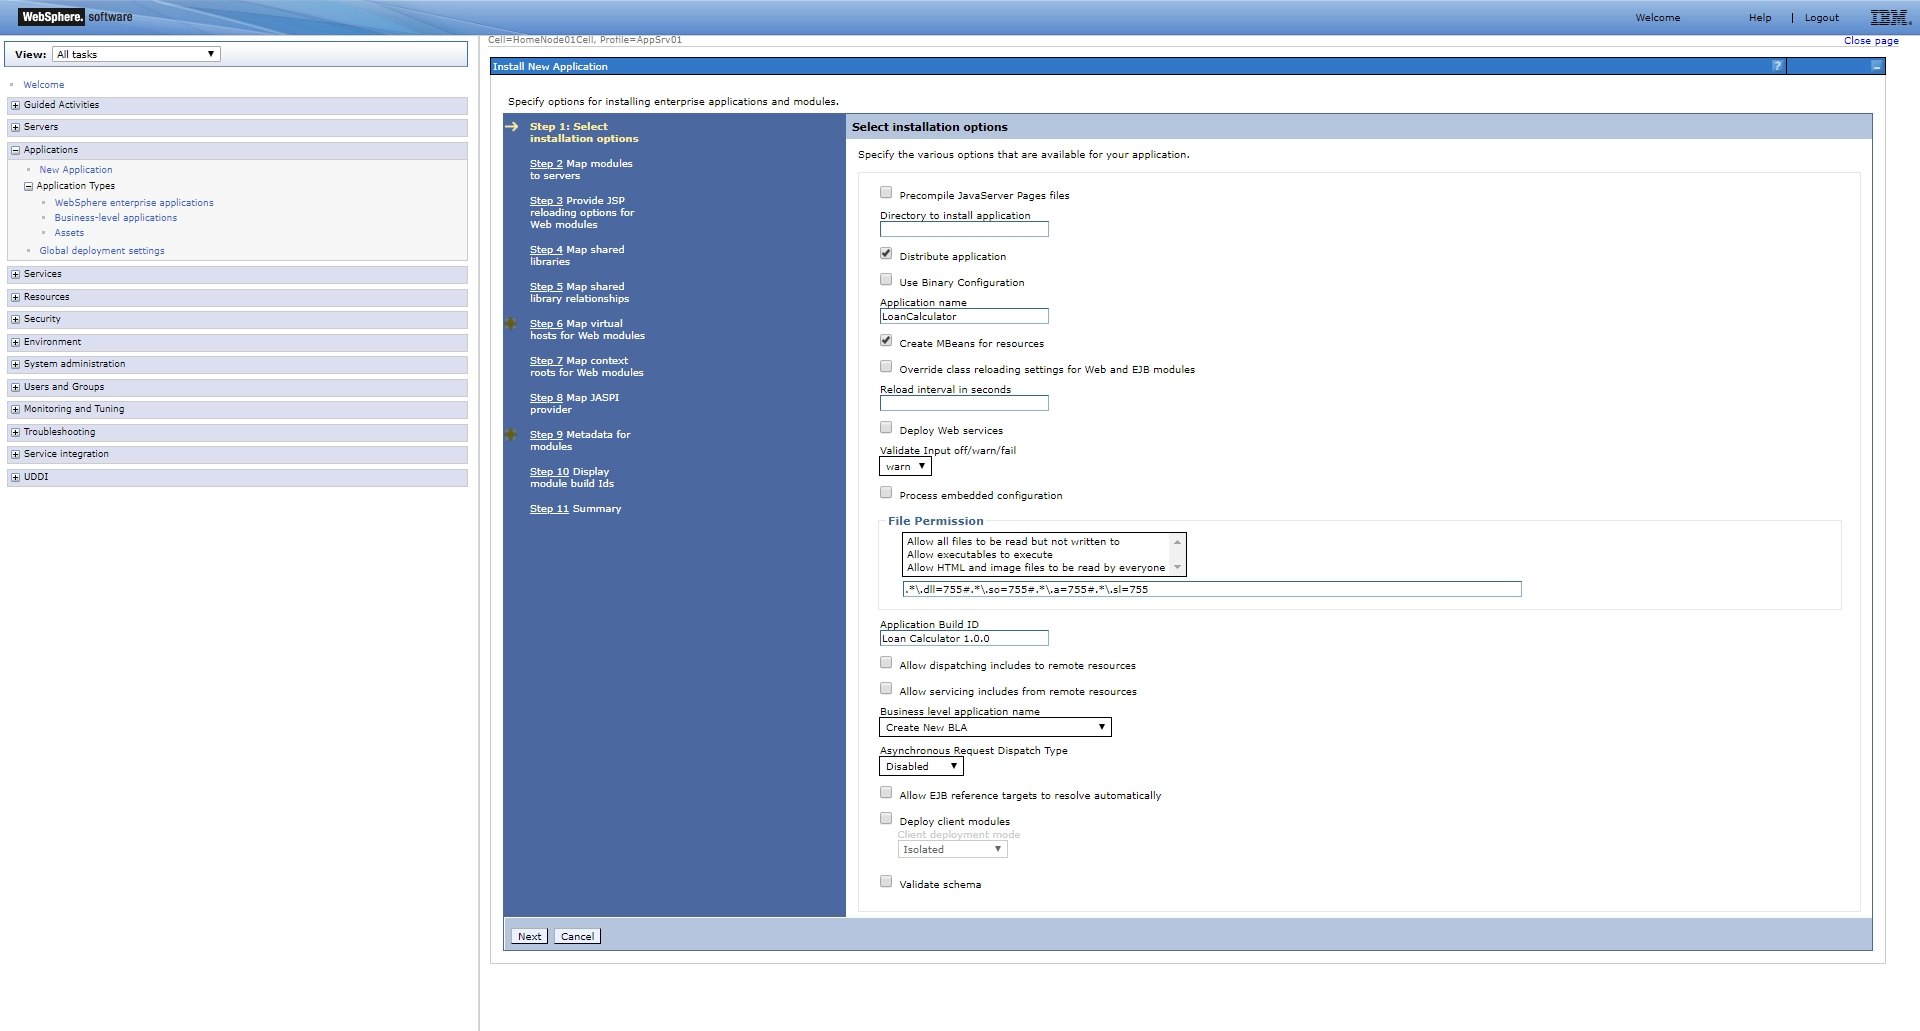 WebSphere. software
Welcome Help | Logout IBM.
View: All tasks
Welcome
Guided Activities
Servers
Applications
New Application
Application Types
WebSphere enterprise applications
Business-level applications
Assets
Global deployment settings
Services
Resources
Security
Environment
System administration
Users and Groups
Monitoring and Tuning
Troubleshooting
Service integration
UDDI
Cell=HomeNode01Cell, Profile=AppSrv01
Close page
Install New Application
?
Specify options for installing enterprise applications and modules.
Step 1: Select
installation options
Step 2 Map modules
to servers
Step 3 Provide JSP
reloading options for
Web modules
Step 4 Map shared
libraries
Step 5 Map shared
library relationships
Step 6 Map virtual
hosts for Web modules
Step 7 Map context
roots for Web modules
Step 8 Map JASPI
provider
Step 9 Metadata for
modules
Step 10 Display
module build Ids
Step 11 Summary
Select installation options
Specify the various options that are available for your application.
Precompile JavaServer Pages files
Directory to install application
Distribute application
Use Binary Configuration
Application name
LoanCalculator
Create MBeans for resources
Override class reloading settings for Web and EJB modules
Reload interval in seconds
Deploy Web services
Validate Input off/warn/fail
warn
Process embedded configuration
File Permission
Allow all files to be read but not written to
Allow executables to execute
Allow HTML and image files to be read by everyone
.*\.dll=755#.*\.so=755#.*\.a=755#.*\.sl=755
Application Build ID
Loan Calculator 1.0.0
Allow dispatching includes to remote resources
Allow servicing includes from remote resources
Business level application name
Create New BLA
Asynchronous Request Dispatch Type
Disabled
Allow EJB reference targets to resolve automatically
Deploy client modules
Client deployment mode
Isolated
Validate schema
Next Cancel